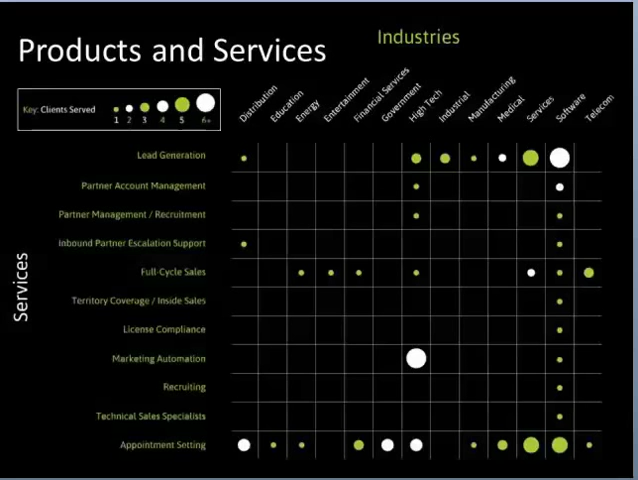 Products and Services
Industries
Key: Clients Served
1 2 3 4 5 6+
Distribution
Education
Energy
Entertainment
Financial Services
Government
High Tech
Industrial
Manufacturing
Medical
Services
Software
Telecom
Services
Lead Generation
Partner Account Management
Partner Management / Recruitment
Inbound Partner Escalation Support
Full-Cycle Sales
Territory Coverage / Inside Sales
License Compliance
Marketing Automation
Recruiting
Technical Sales Specialists
Appointment Setting